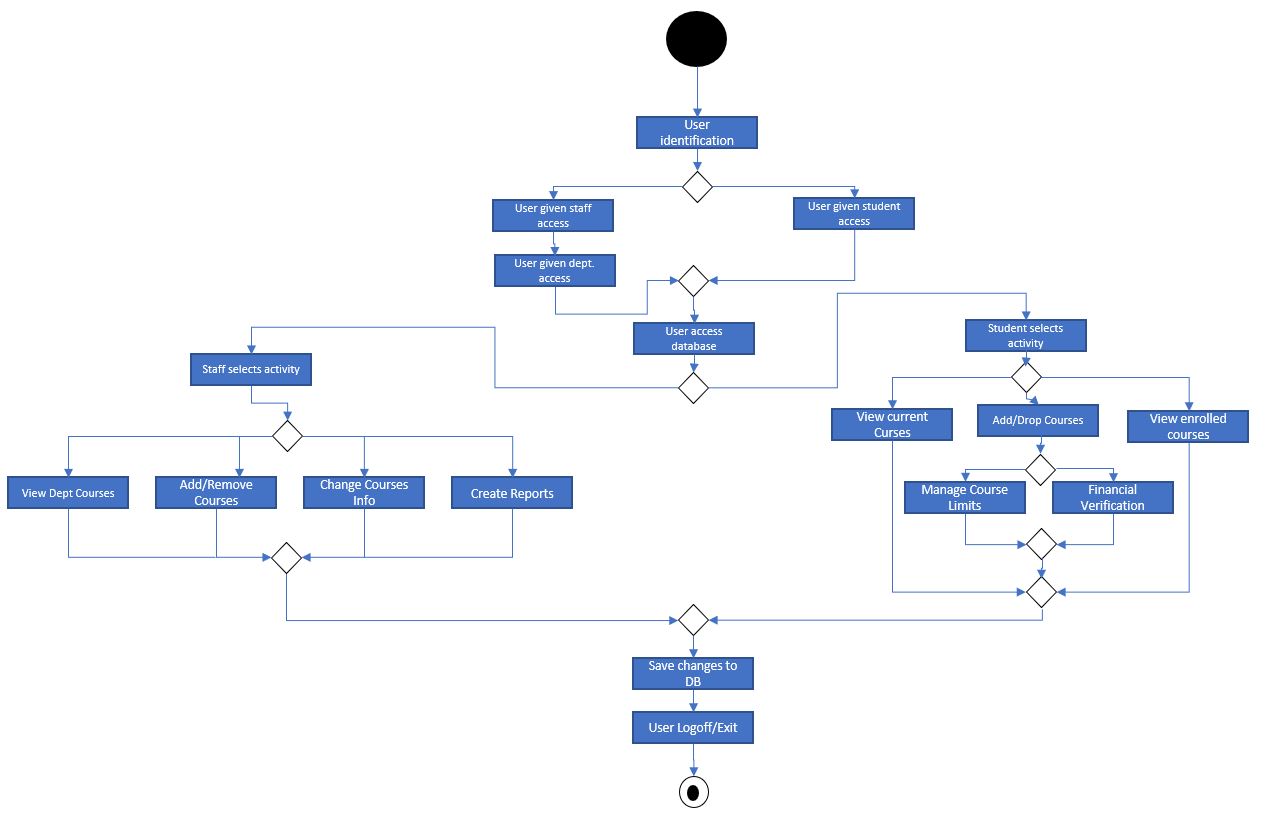 User
identification
User given staff
access
User given student
access
User given dept.
access
User access
database
Student selects
activity
Staff selects activity
View current
Curses
Add/Drop Courses
View enrolled
courses
View Dept Courses
Add/Remove
Courses
Change Courses
Info
Create Reports
Manage Course
Limits
Financial
Verification
Save changes to
DB
User Logoff/Exit